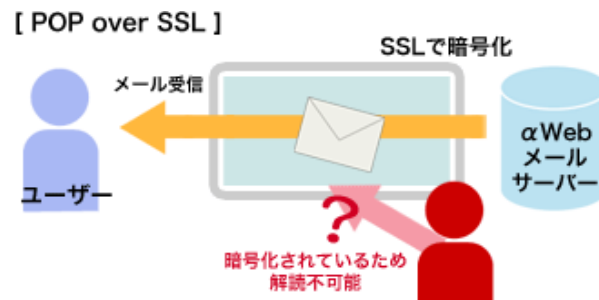 [ POP over SSL ]
SSLで暗号化
メール受信
αWeb
メール
サーバー
ユーザー
?
暗号化されているため
解読不可能